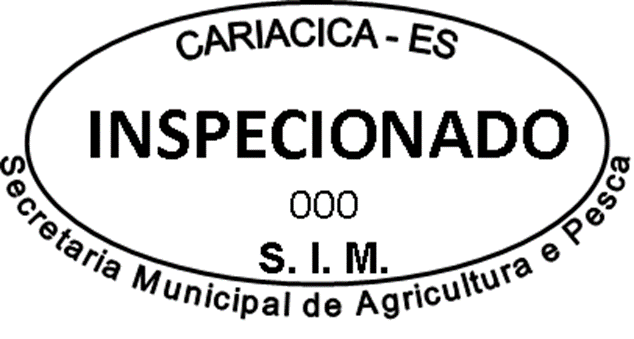 CARIACICA - ES
INSPECIONADO
000
S. I. M.
Secretaria Municipal de Agricultura e Pesca